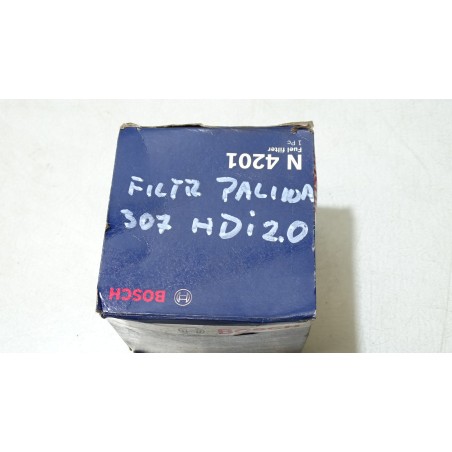 N 4201
Fuel filter
1 Pc
FILTR PALIWA
307 HDi 2.0
BOSCH